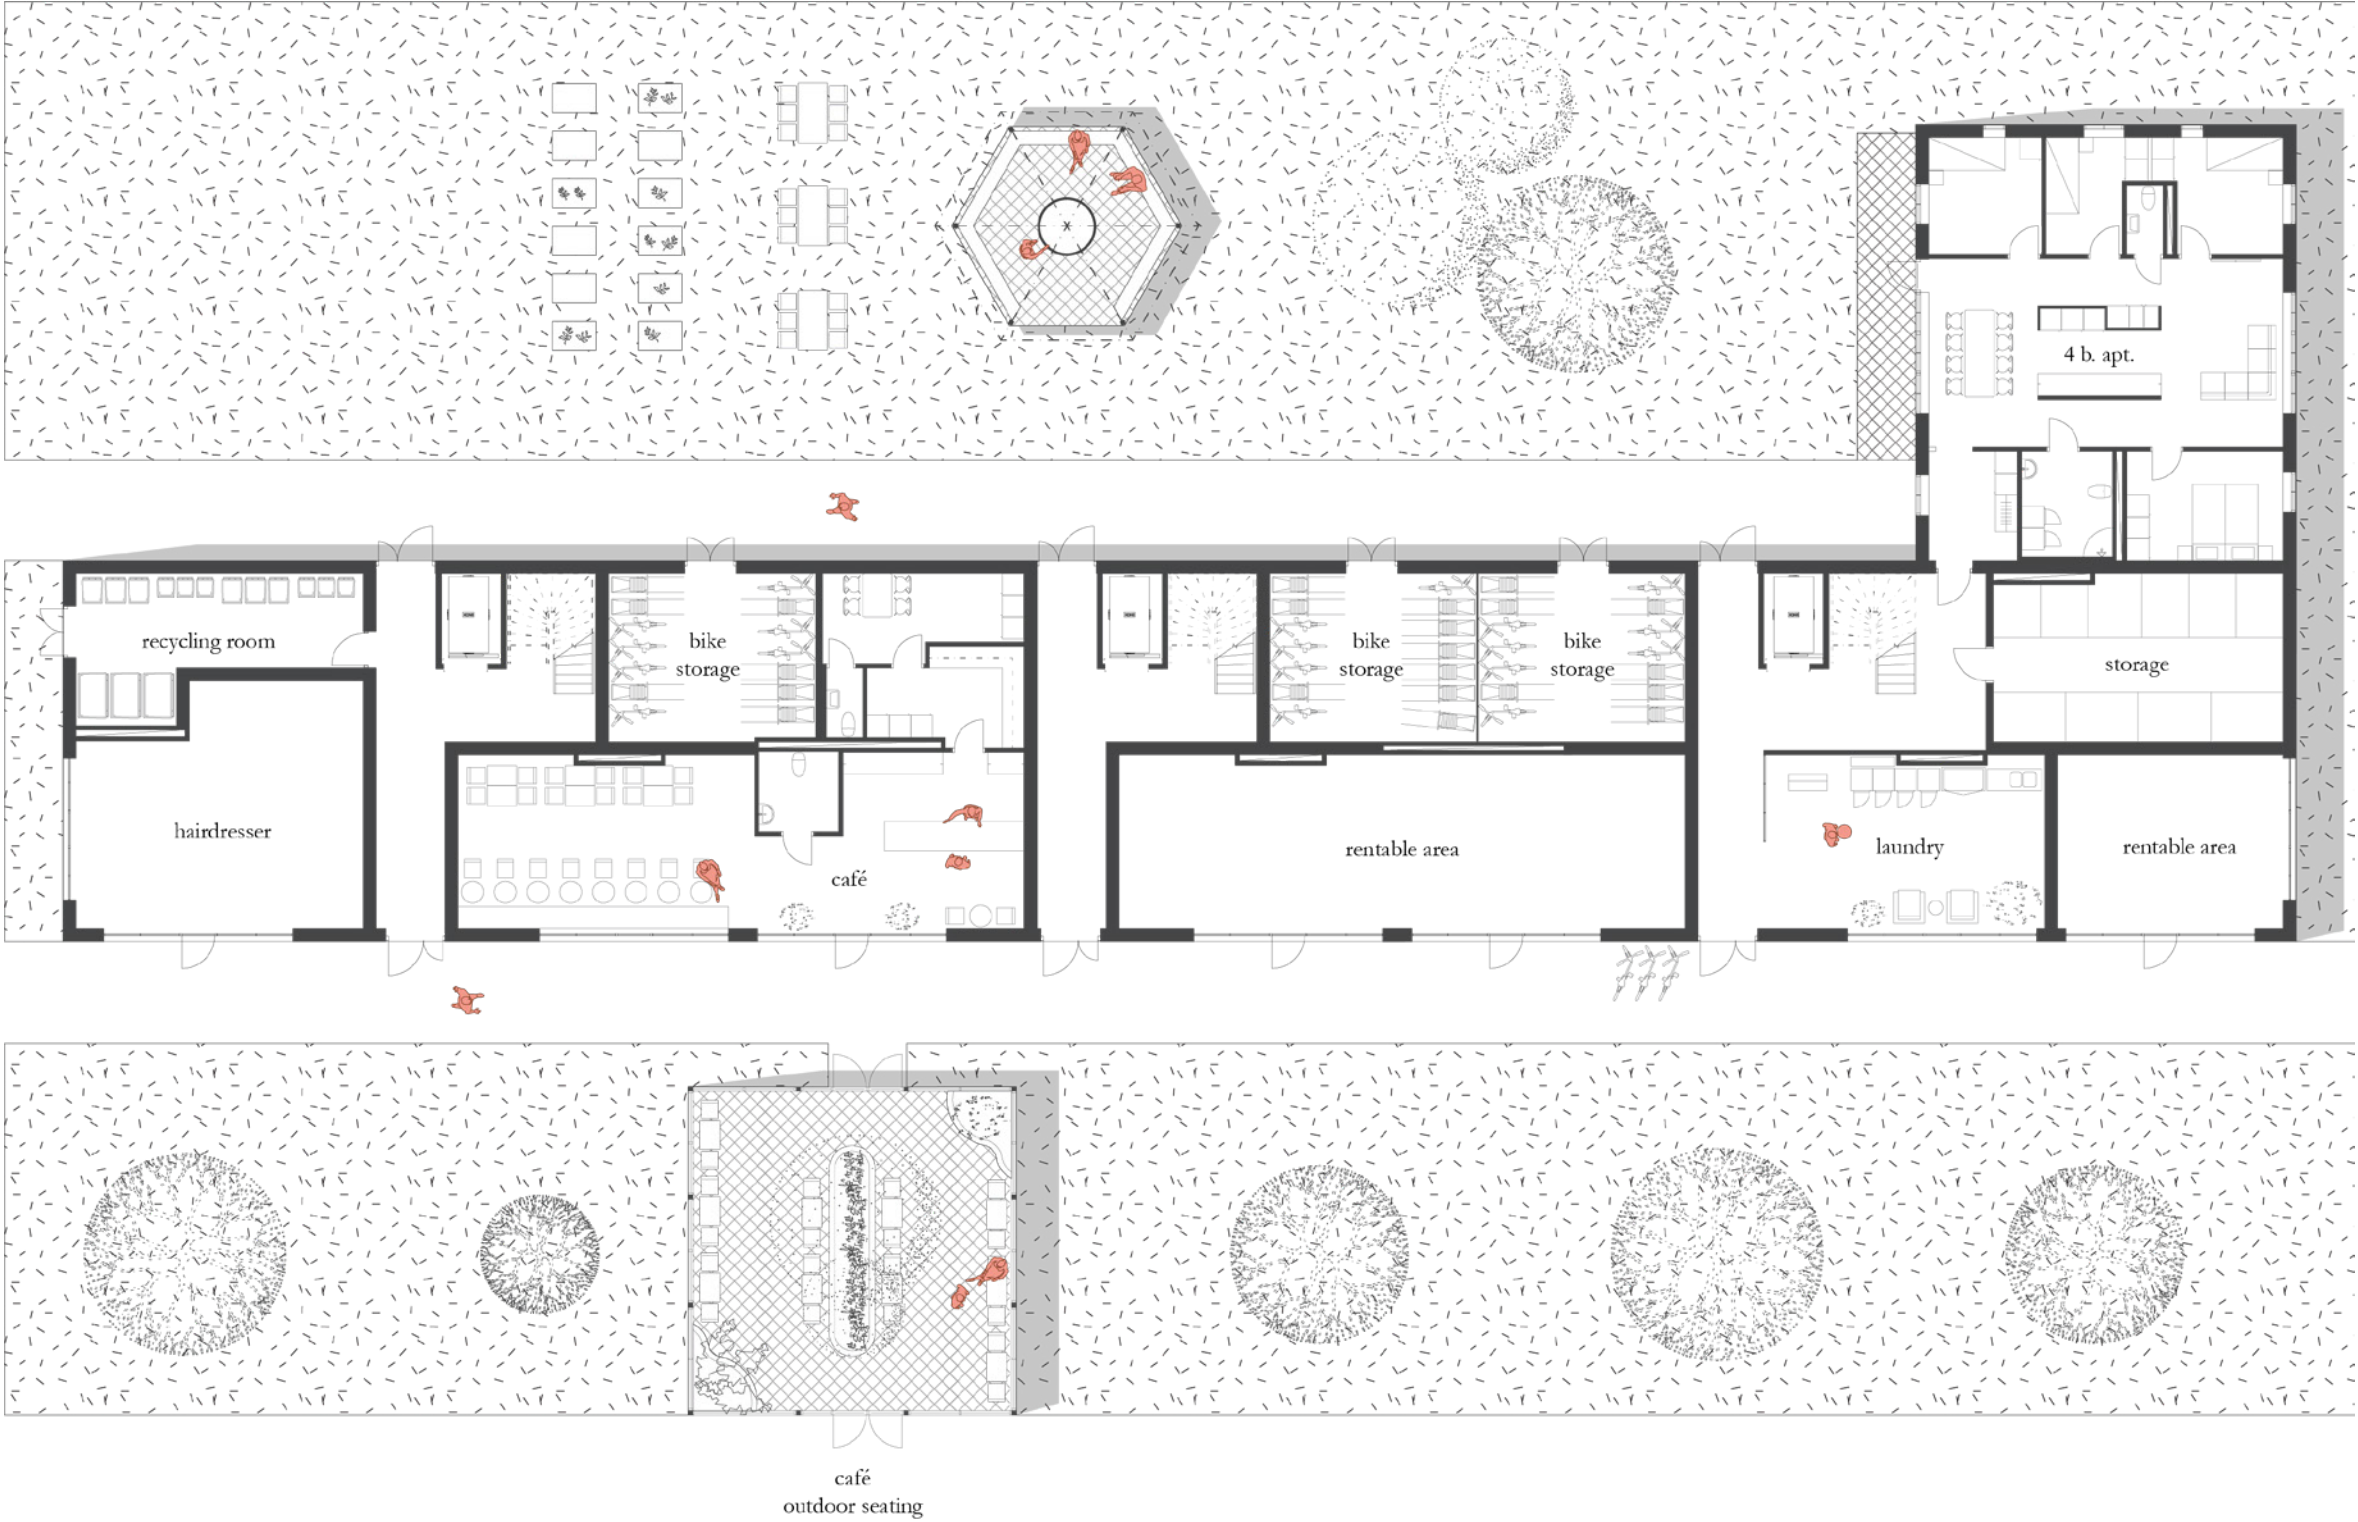 4 b. apt.
recycling room
bike
storage
bike
storage
bike
storage
storage
hairdresser
café
rentable area
laundry
rentable area
café
outdoor seating